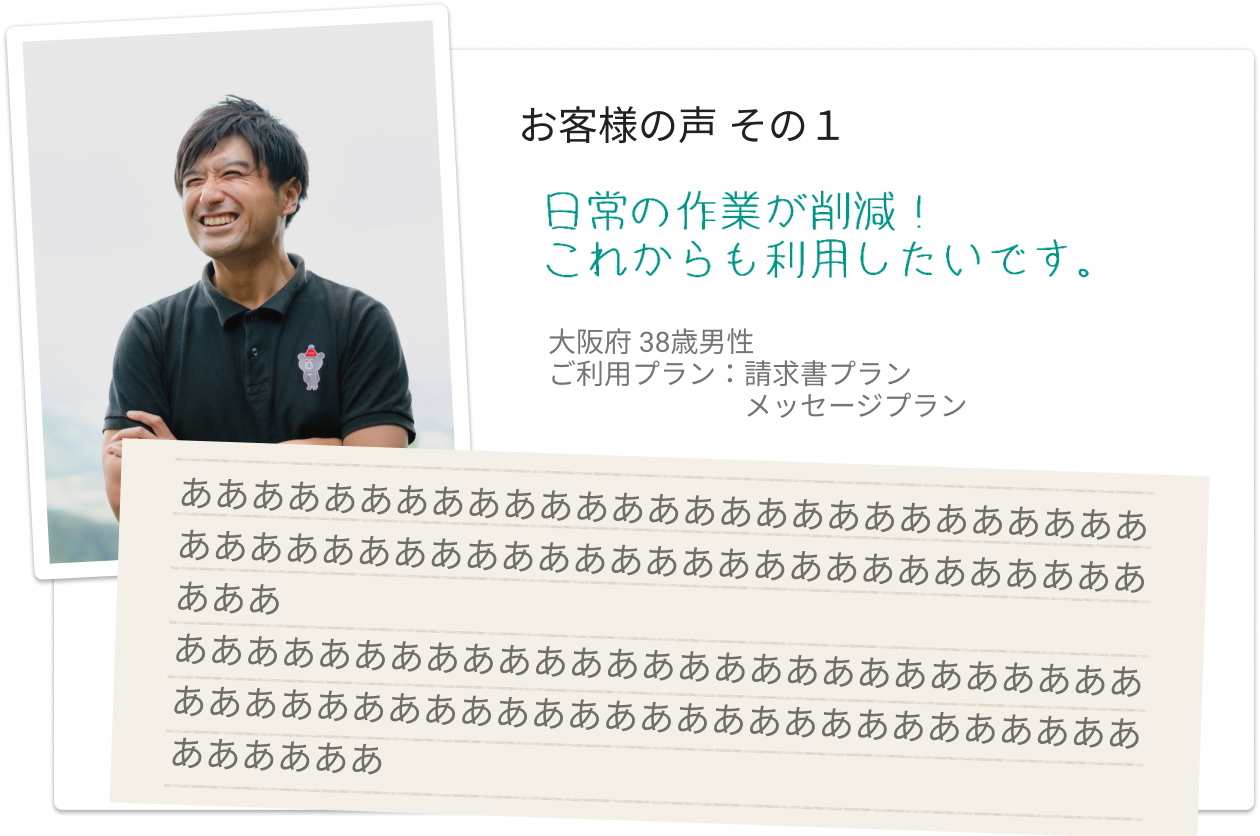 お客様の声 その１
日常の作業が削減！
これからも利用したいです。
大阪府 38歳男性
ご利用プラン：請求書プラン
メッセージプラン
あああああああああああああああああああああああああああ
あああああああああああああああああああああああああああ
あああ
あああああああああああああああああああああああああああ
あああああああああああああああああああああああああああ
ああああああ